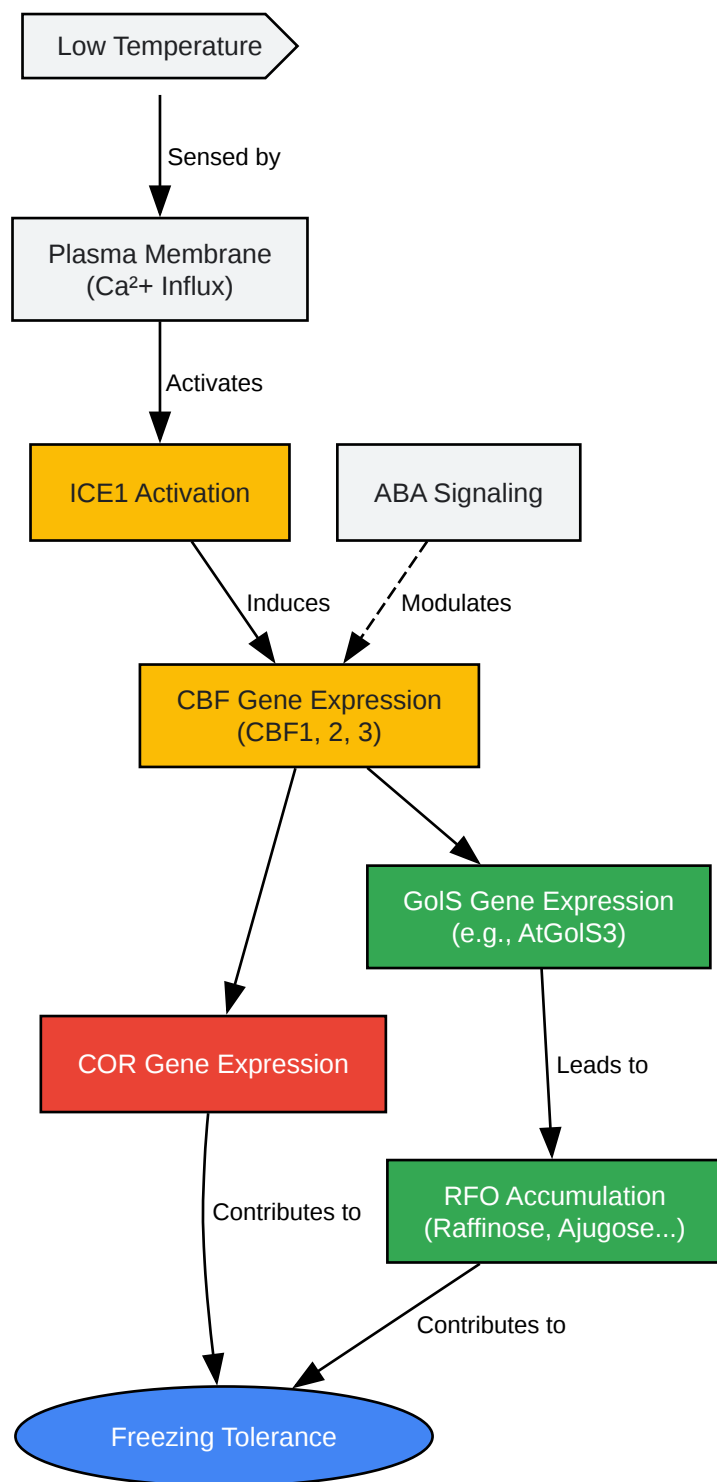 Low Temperature
Sensed by
Plasma Membrane
(Ca²+ Influx)
Activates
ICE1 Activation
ABA Signaling
Induces
Modulates
CBF Gene Expression
(CBF1, 2, 3)
GolS Gene Expression
(e.g., AtGolS3)
COR Gene Expression
Leads to
RFO Accumulation
(Raffinose, Ajugose...)
Contributes to
Contributes to
Freezing Tolerance